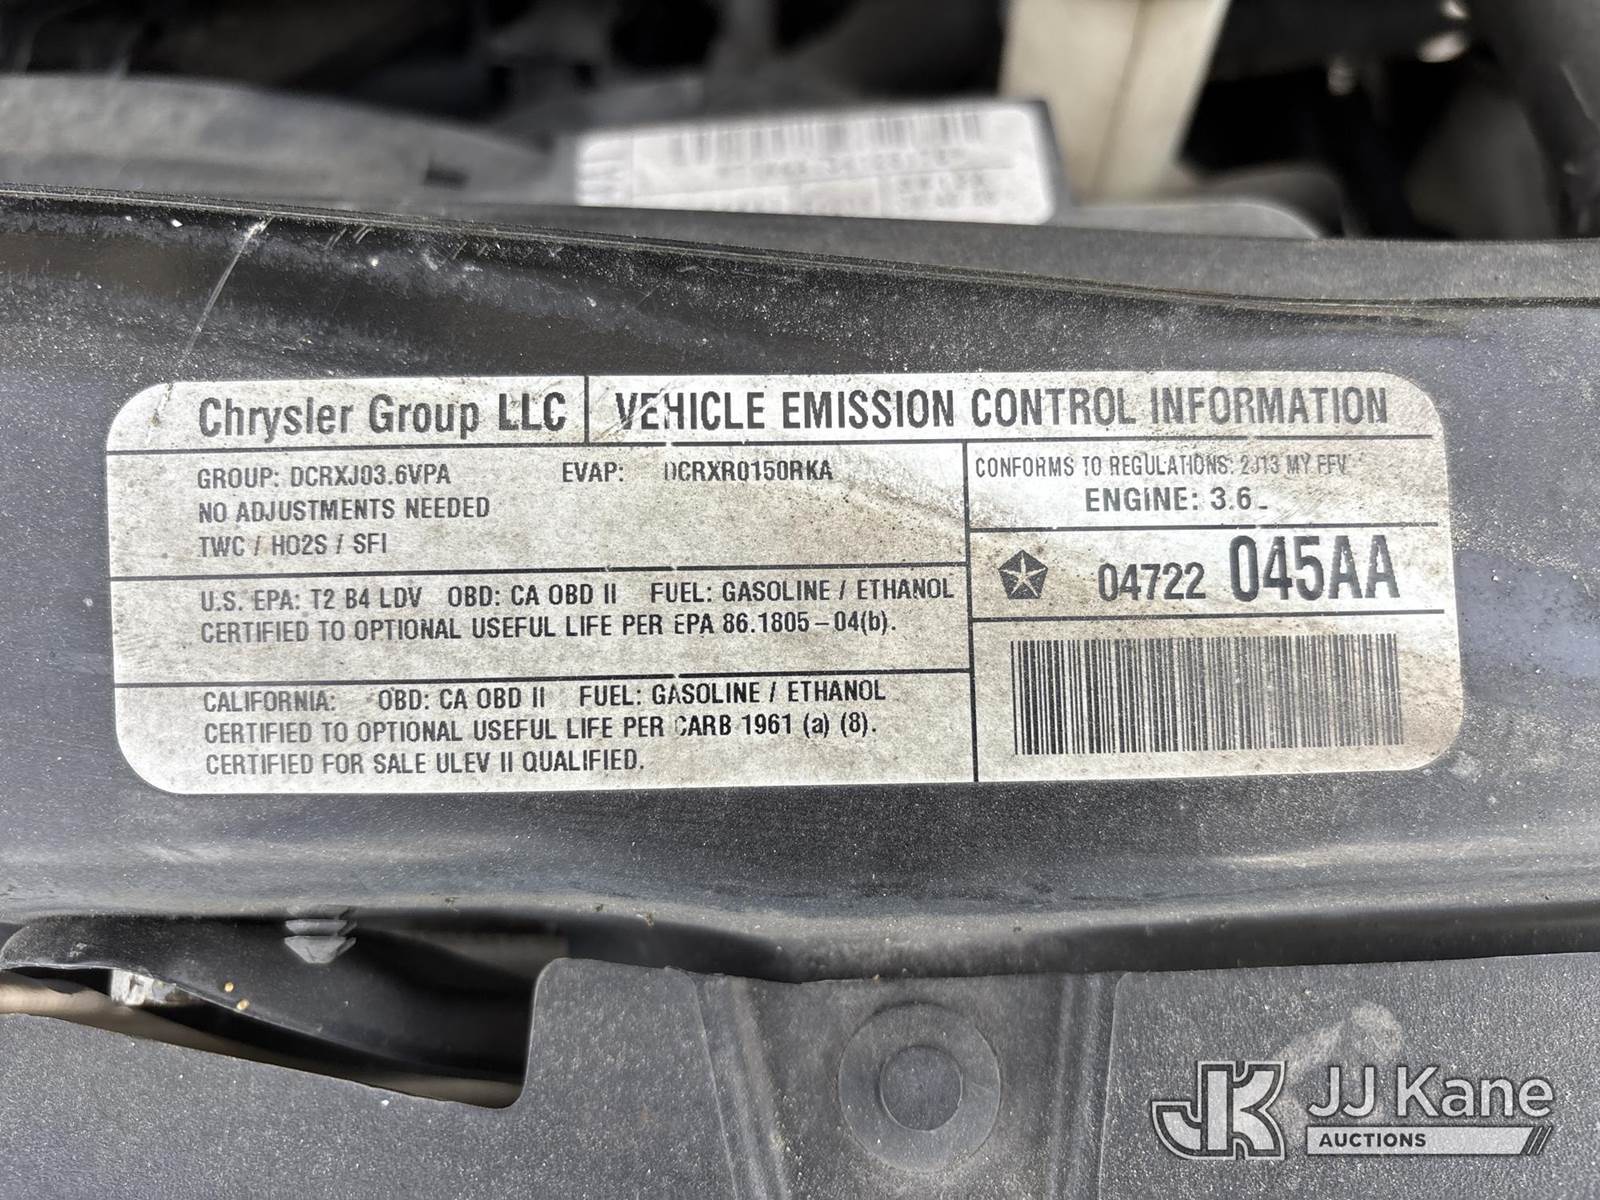 Chrysler Group LLC VEHICLE EMISSION CONTROL INFORMATION
GROUP: DCRXJ03.6VPA EVAP: DCRXR0150RKA
NO ADJUSTMENTS NEEDED
TWC / HO2S / SFI
CONFORMS TO REGULATIONS: 2013 MY FFV
ENGINE: 3.6L
U.S. EPA: T2 B4 LDV OBD: CA OBD II FUEL: GASOLINE / ETHANOL
CERTIFIED TO OPTIONAL USEFUL LIFE PER EPA 86.1805-04(b).
04722 045AA
CALIFORNIA: OBD: CA OBD II FUEL: GASOLINE / ETHANOL
CERTIFIED TO OPTIONAL USEFUL LIFE PER CARB 1961 (a) (8).
CERTIFIED FOR SALE ULEV II QUALIFIED.
JK JJ Kane
AUCTIONS